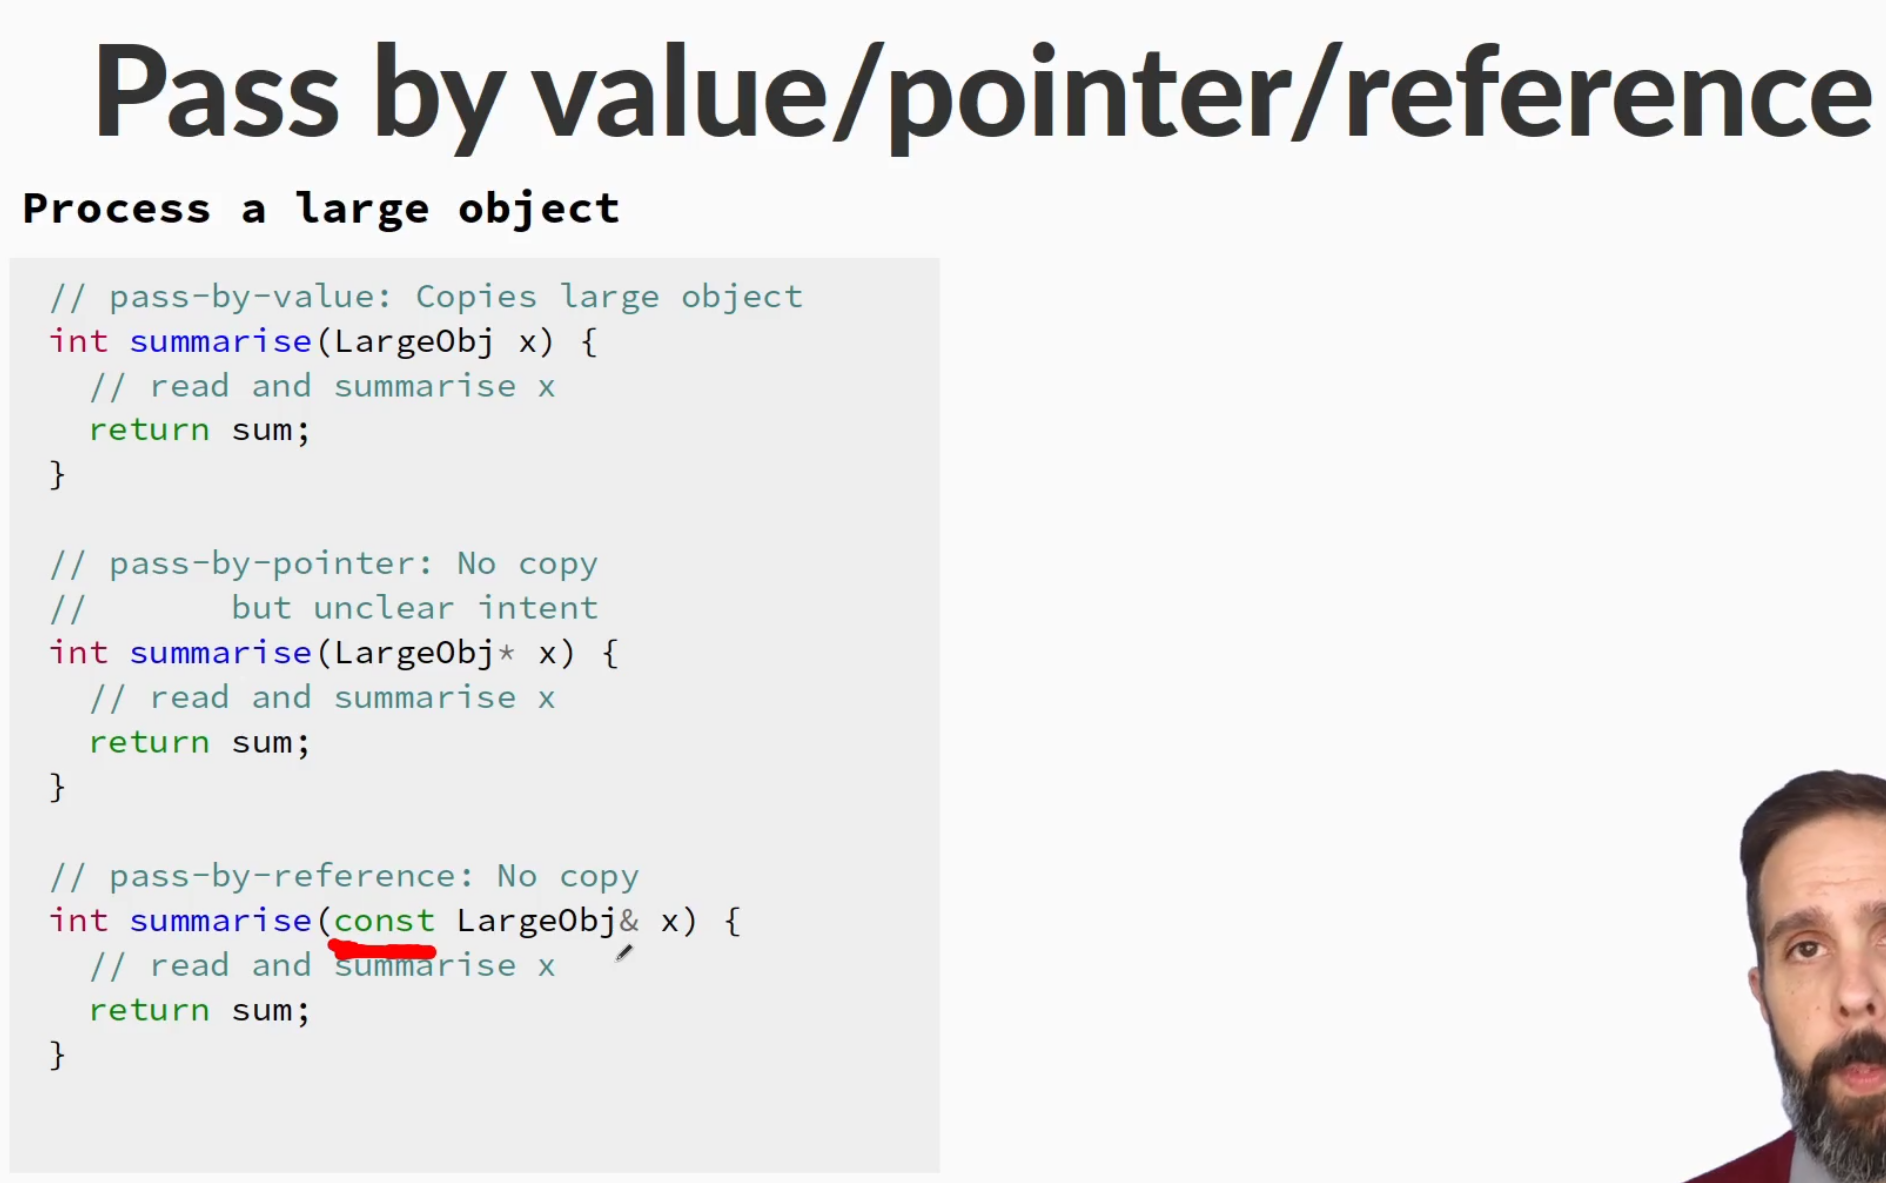 Pass by value/pointer/reference
Process a large object
// pass-by-value: Copies large object
int summarise(LargeObj x) {
  // read and summarise x
  return sum;
}
// pass-by-pointer: No copy
//       but unclear intent
int summarise(LargeObj* x) {
  // read and summarise x
  return sum;
}
// pass-by-reference: No copy
int summarise(const LargeObj& x) {
  // read and summarise x
  return sum;
}